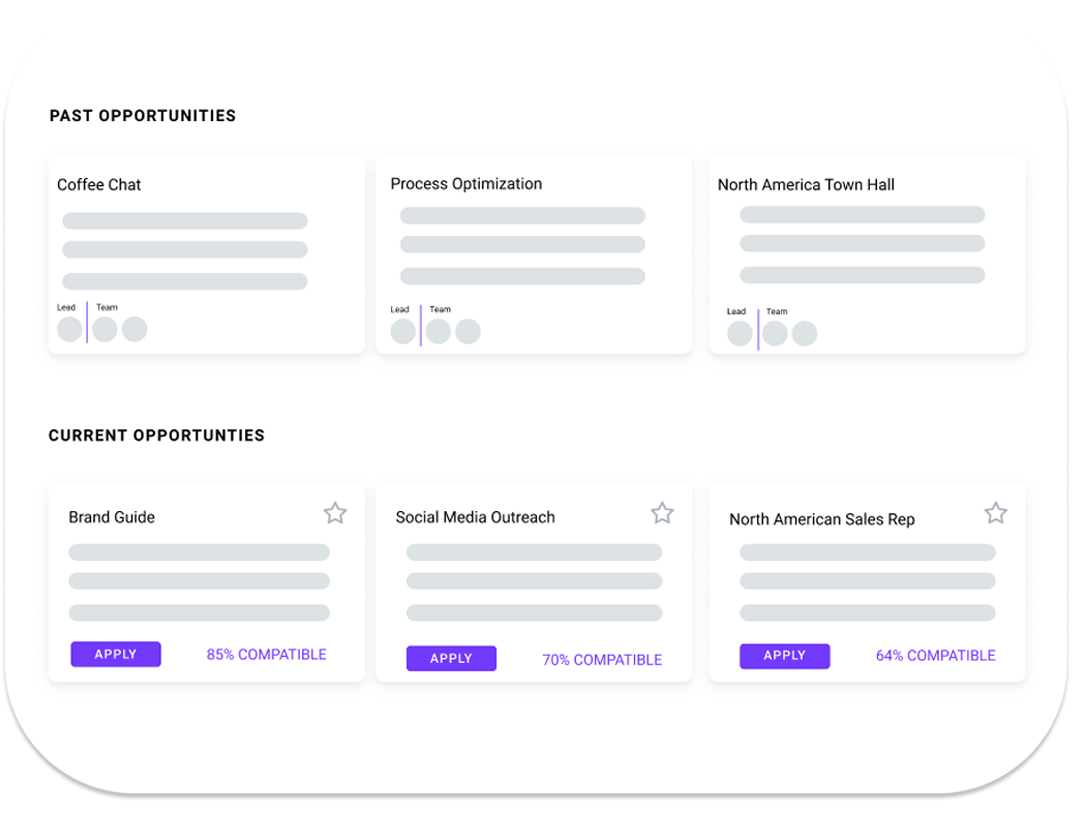 PAST OPPORTUNITIES
Coffee Chat
Process Optimization
North America Town Hall
Lead Team
Lead Team
Lead Team
CURRENT OPPORTUNTIES
Brand Guide
Social Media Outreach
North American Sales Rep
APPLY 85% COMPATIBLE
APPLY 70% COMPATIBLE
APPLY 64% COMPATIBLE